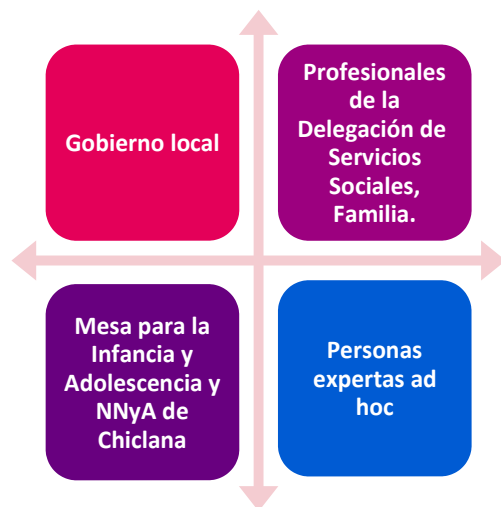 Gobierno local
Profesionales
de la
Delegación de
Servicios
Sociales,
Familia.
Mesa para la
Infancia y
Adolescencia y
NNyA de
Chiclana
Personas
expertas ad
hoc